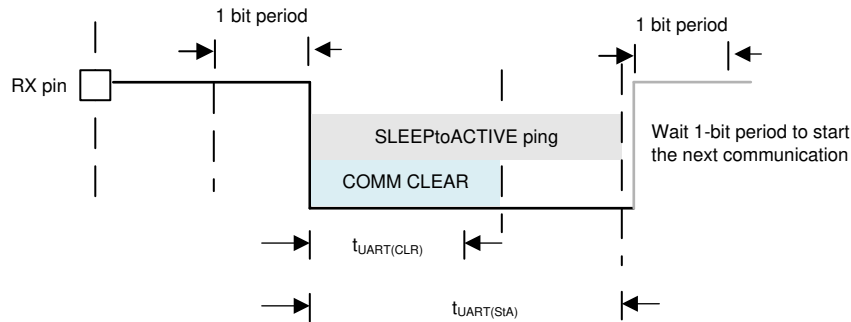 1 bit period
1 bit period
RX pin
SLEEPtoACTIVE ping
Wait 1-bit period to start
the next communication
COMM CLEAR
tUART(CLR)
tUART(StA)